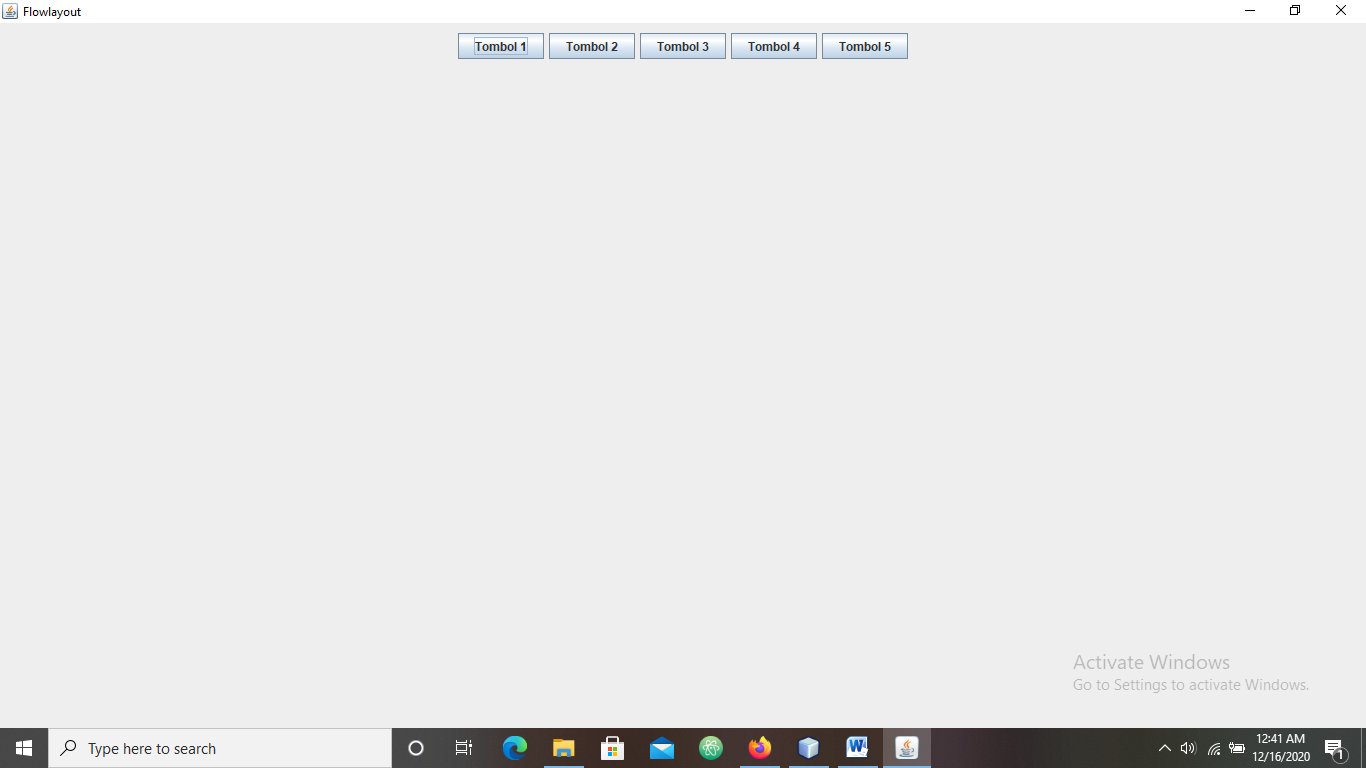 Flowlayout
Tombol 1 Tombol 2 Tombol 3 Tombol 4 Tombol 5
Activate Windows
Go to Settings to activate Windows.
Type here to search
12:41 AM
12/16/2020
1